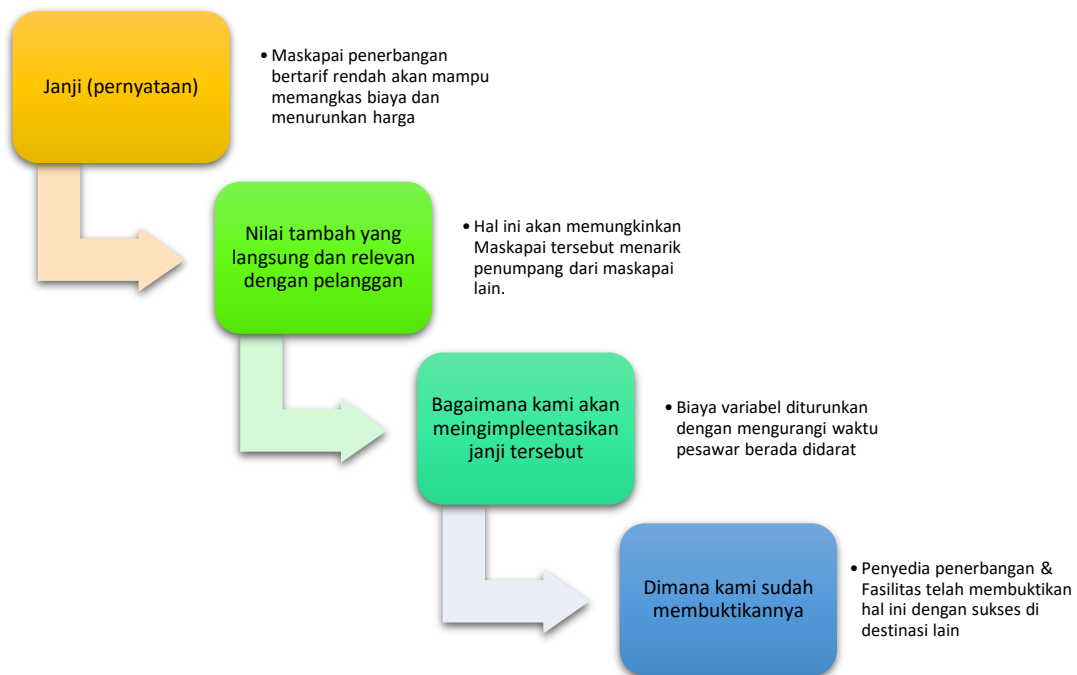 Janji (pernyataan)
• Maskapai penerbangan
bertarif rendah akan mampu
memangkas biaya dan
menurunkan harga
Nilai tambah yang
langsung dan relevan
dengan pelanggan
• Hal ini akan memungkinkan
Maskapai tersebut menarik
penumpang dari maskapai
lain.
Bagaimana kami akan
meingimpleentasikan
janji tersebut
• Biaya variabel diturunkan
dengan mengurangi waktu
pesawar berada didarat
Dimana kami sudah
membuktikannya
• Penyedia penerbangan &
Fasilitas telah membuktikan
hal ini dengan sukses di
destinasi lain